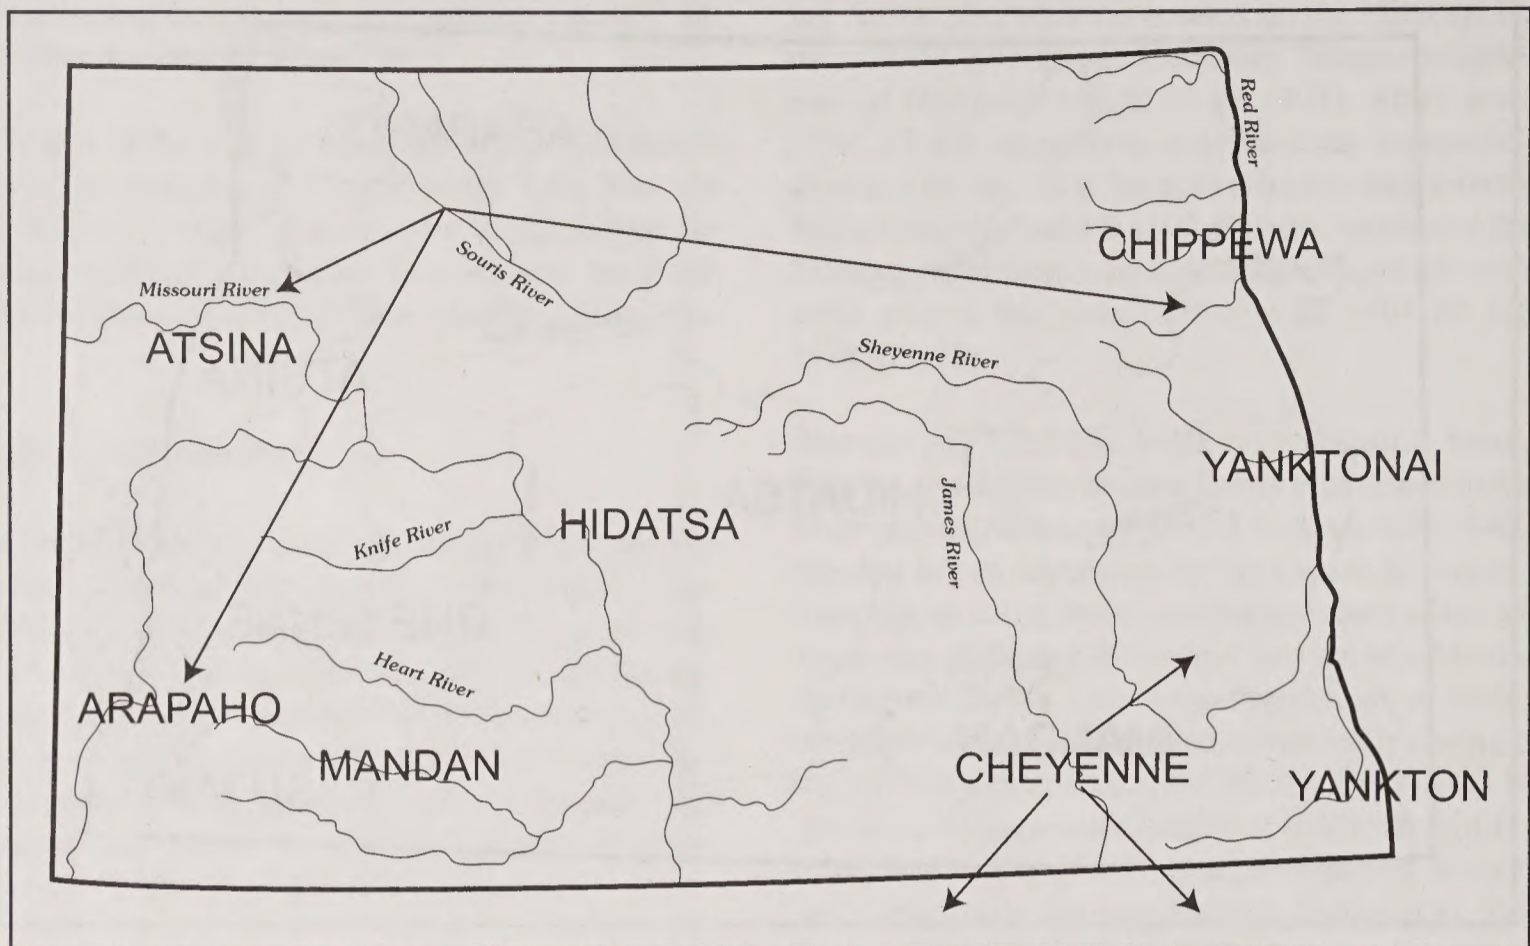 Red River
CHIPPEWA
Souris River
Missouri River
ATSINA
Sheyenne River
YANKTONAI
James River
HIDATSA
Knife River
Heart River
ARAPAHO
MANDAN
CHEYENNE
YANKTON